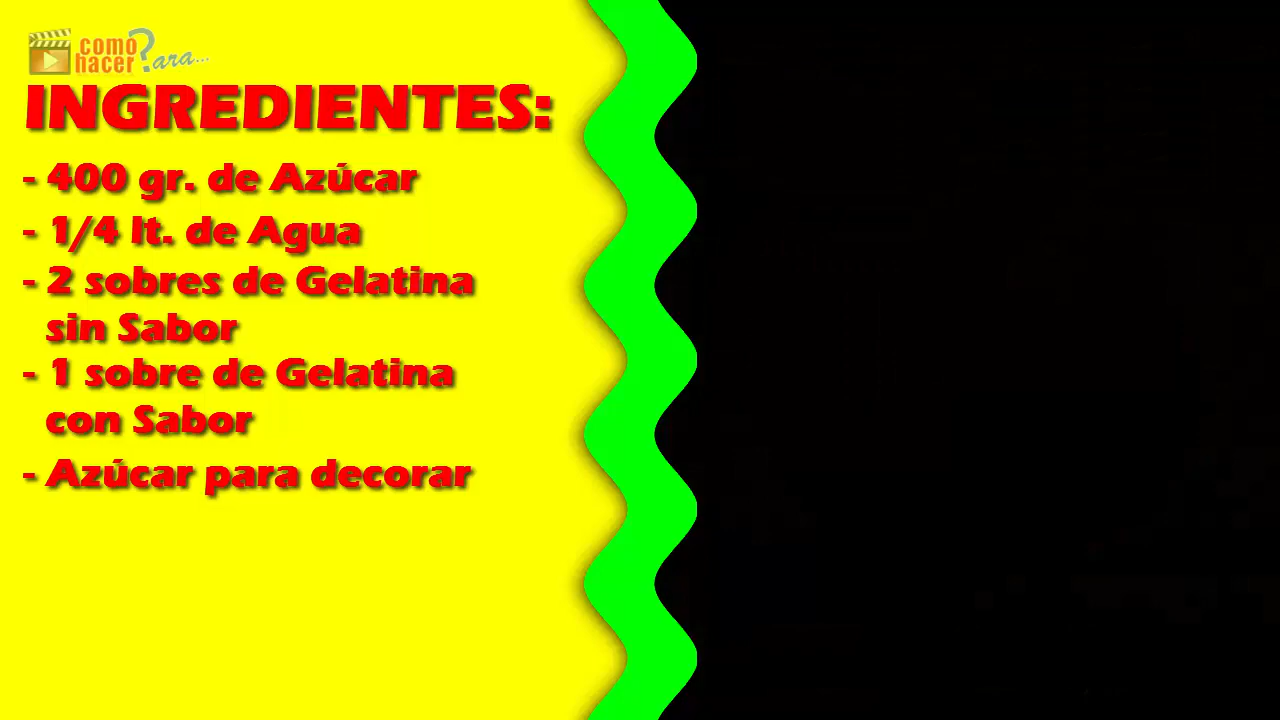 como
hacer Para...
INGREDIENTES:
- 400 gr. de Azúcar
- 1/4 lt. de Agua
- 2 sobres de Gelatina
sin Sabor
- 1 sobre de Gelatina
con Sabor
- Azúcar para decorar